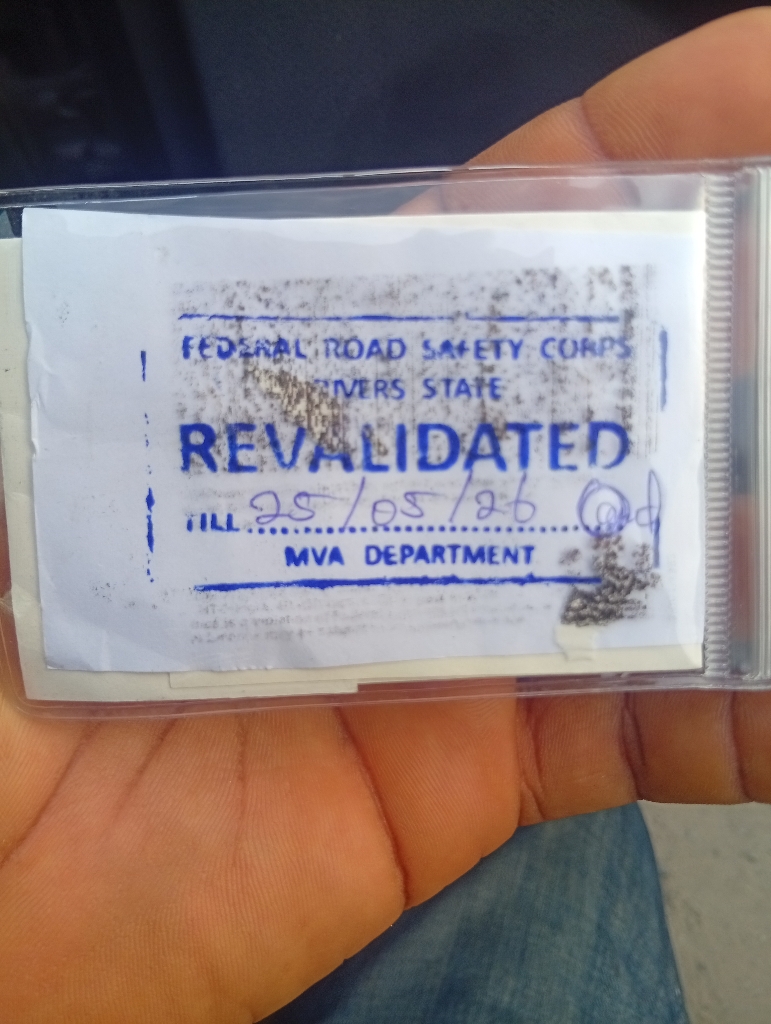 FEDERAL ROAD SAFETY CORPS
RIVERS STATE
REVALIDATED
TILL 25/05/26
MVA DEPARTMENT